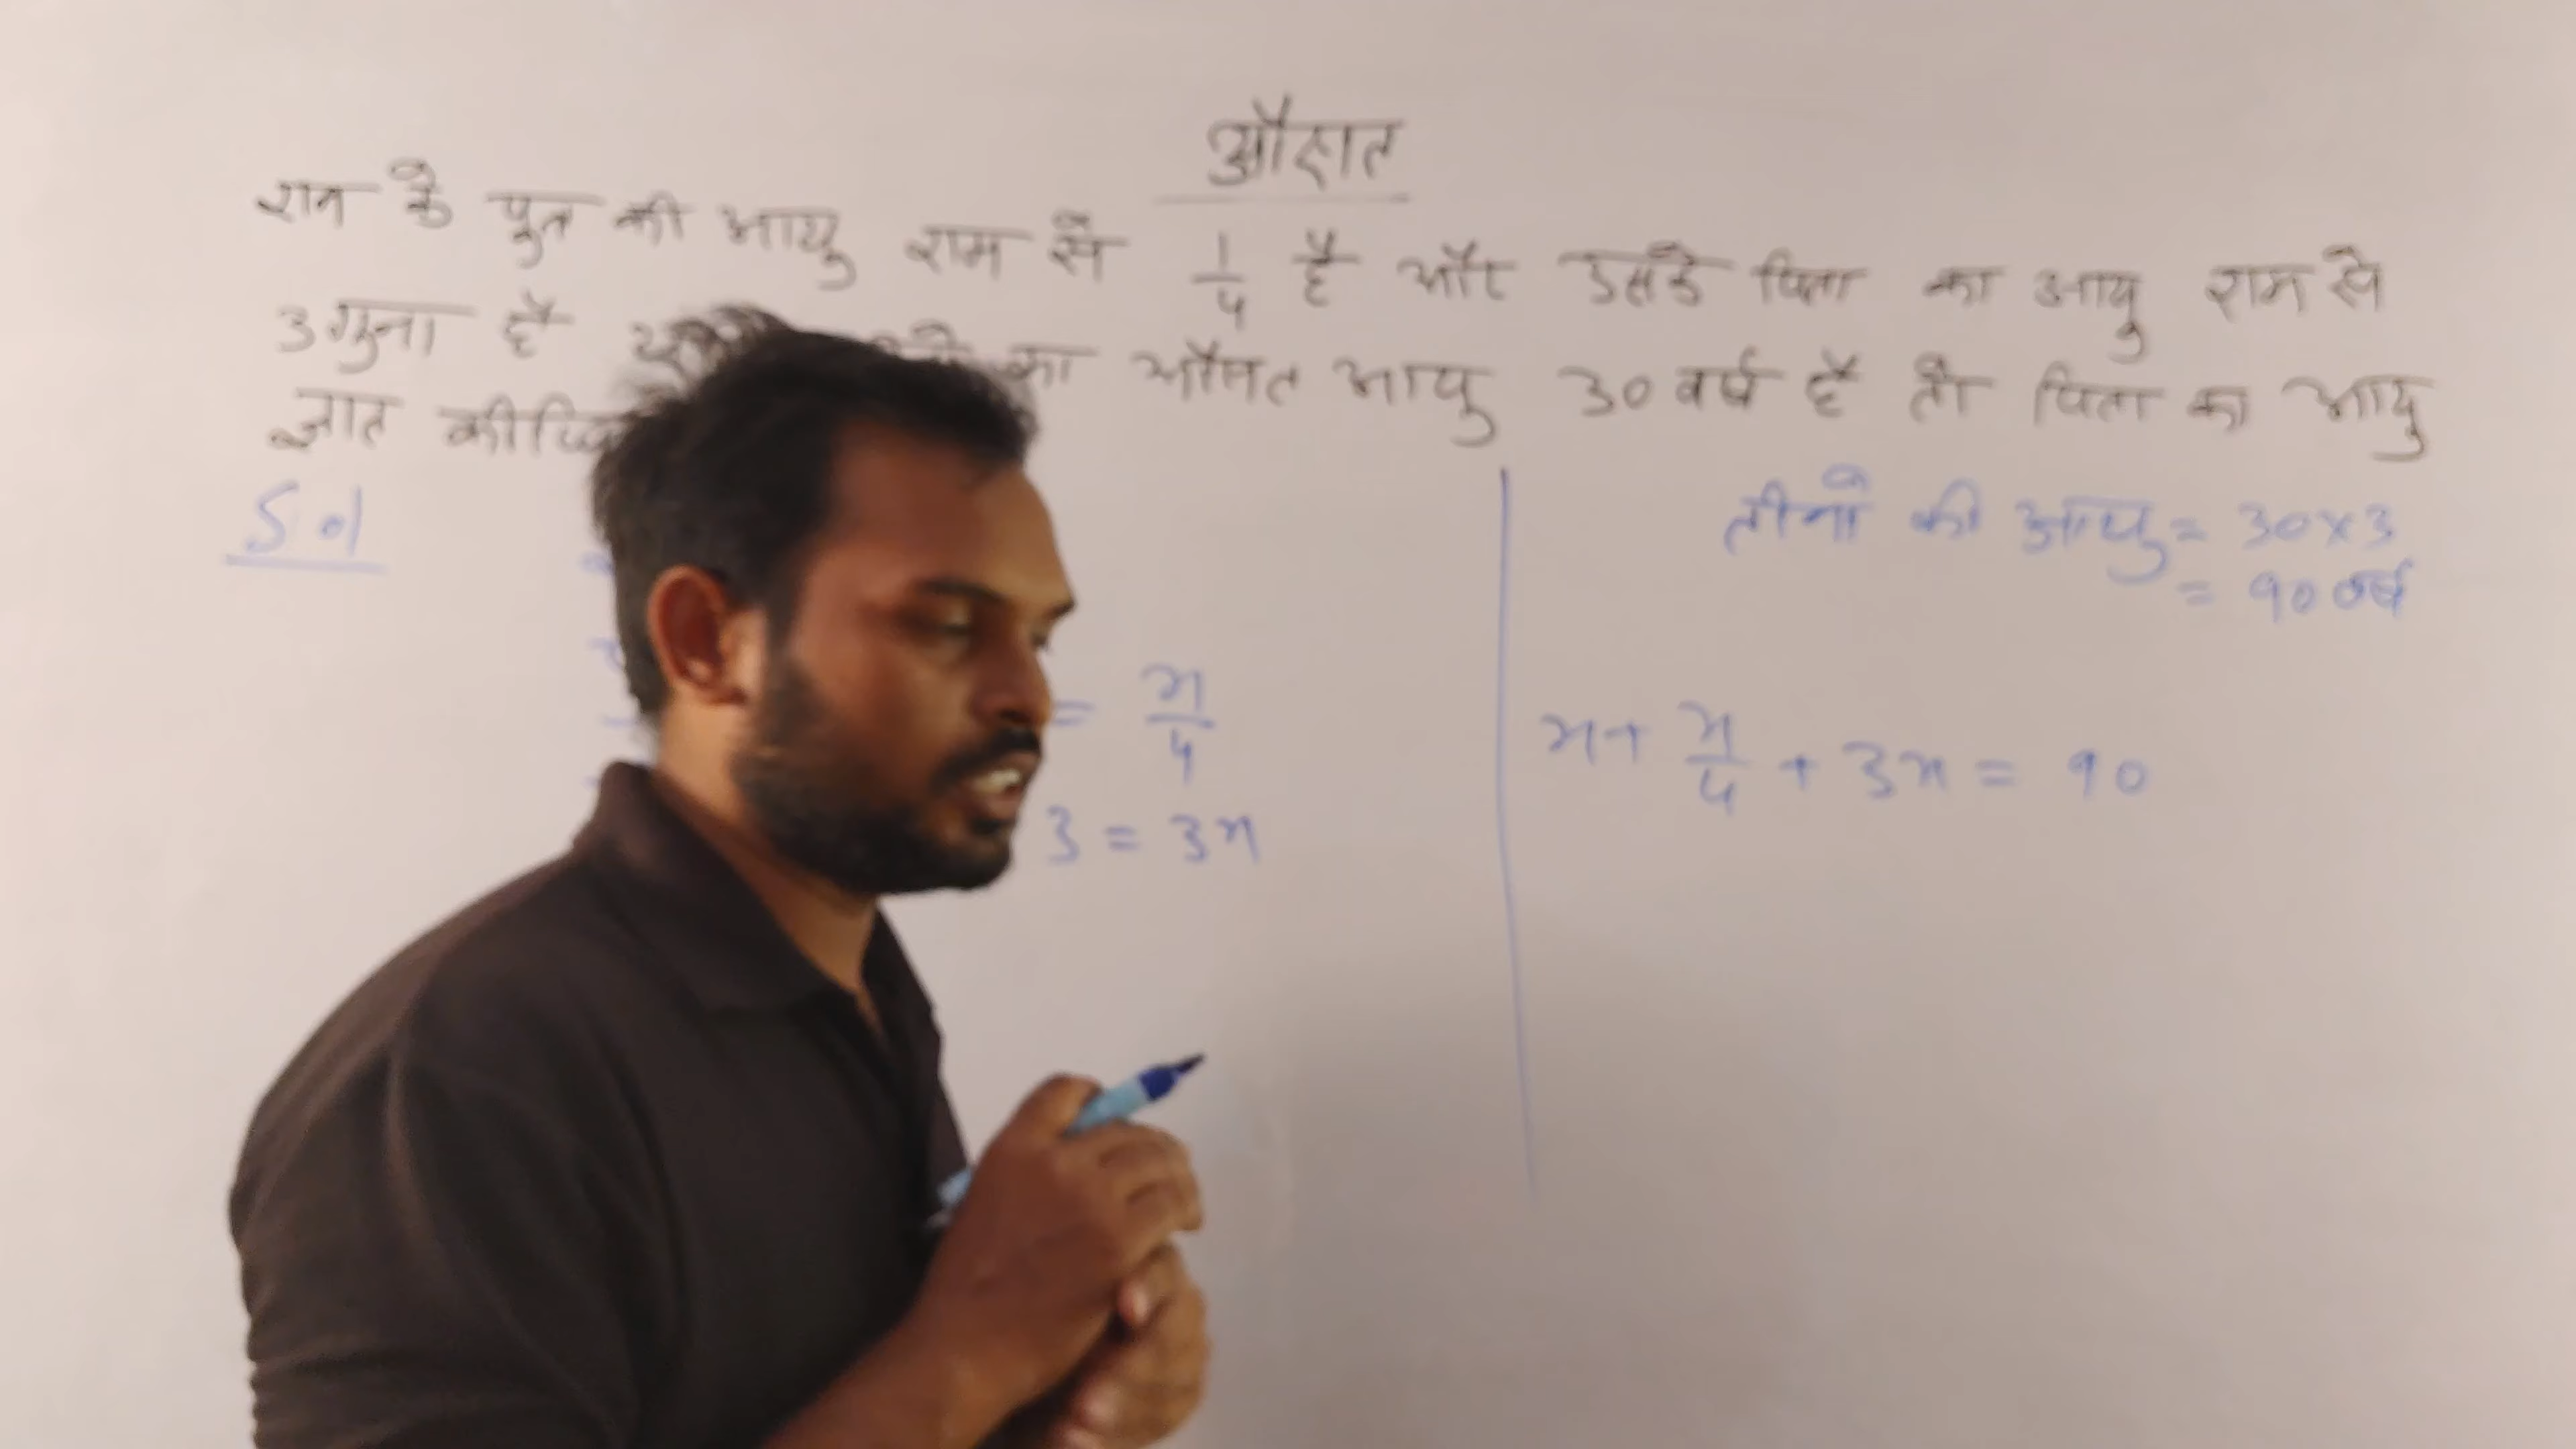 औसत
राम के पुत्र की आयु राम से 1/4 है और उसके पिता का आयु राम से
3 गुना है का औसत आयु 30 वर्ष है तो पिता का आयु
ज्ञात
Sol
= x/4
3 = 3x
तीनो की आयु = 30×3
= 90 वर्ष
x + x/4 + 3x = 90